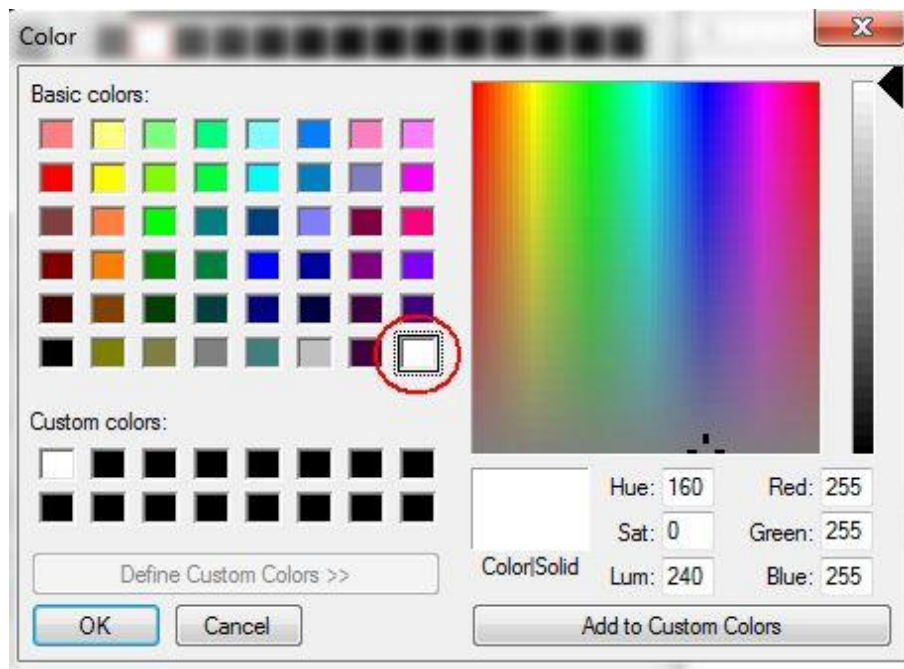 Color
Basic colors:
Custom colors:
Define Custom Colors >>
OK Cancel
Color|Solid
Hue: 160 Red: 255
Sat: 0 Green: 255
Lum: 240 Blue: 255
Add to Custom Colors